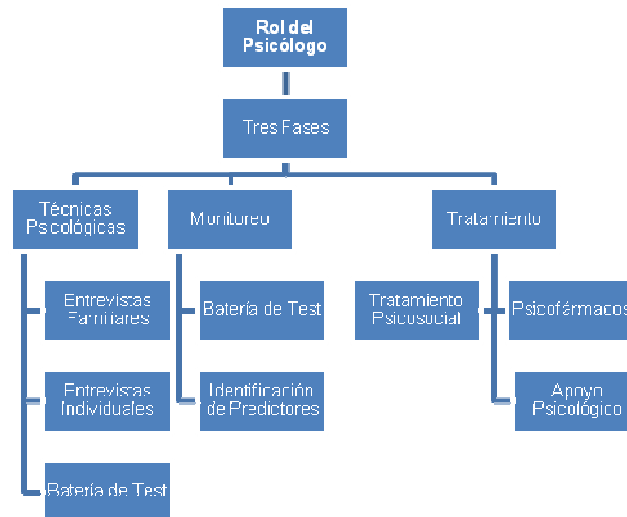 Rol del
Psicólogo
Tres Fases
Técnicas
Psicológicas
Monitoreo
Tratamiento
Entrevistas
Familiares
Batería de Test
Tratamiento
Psicosocial
Psicofármacos
Entrevistas
Individuales
Identificación
de Predictores
Apoyo
Psicológico
Batería de Test